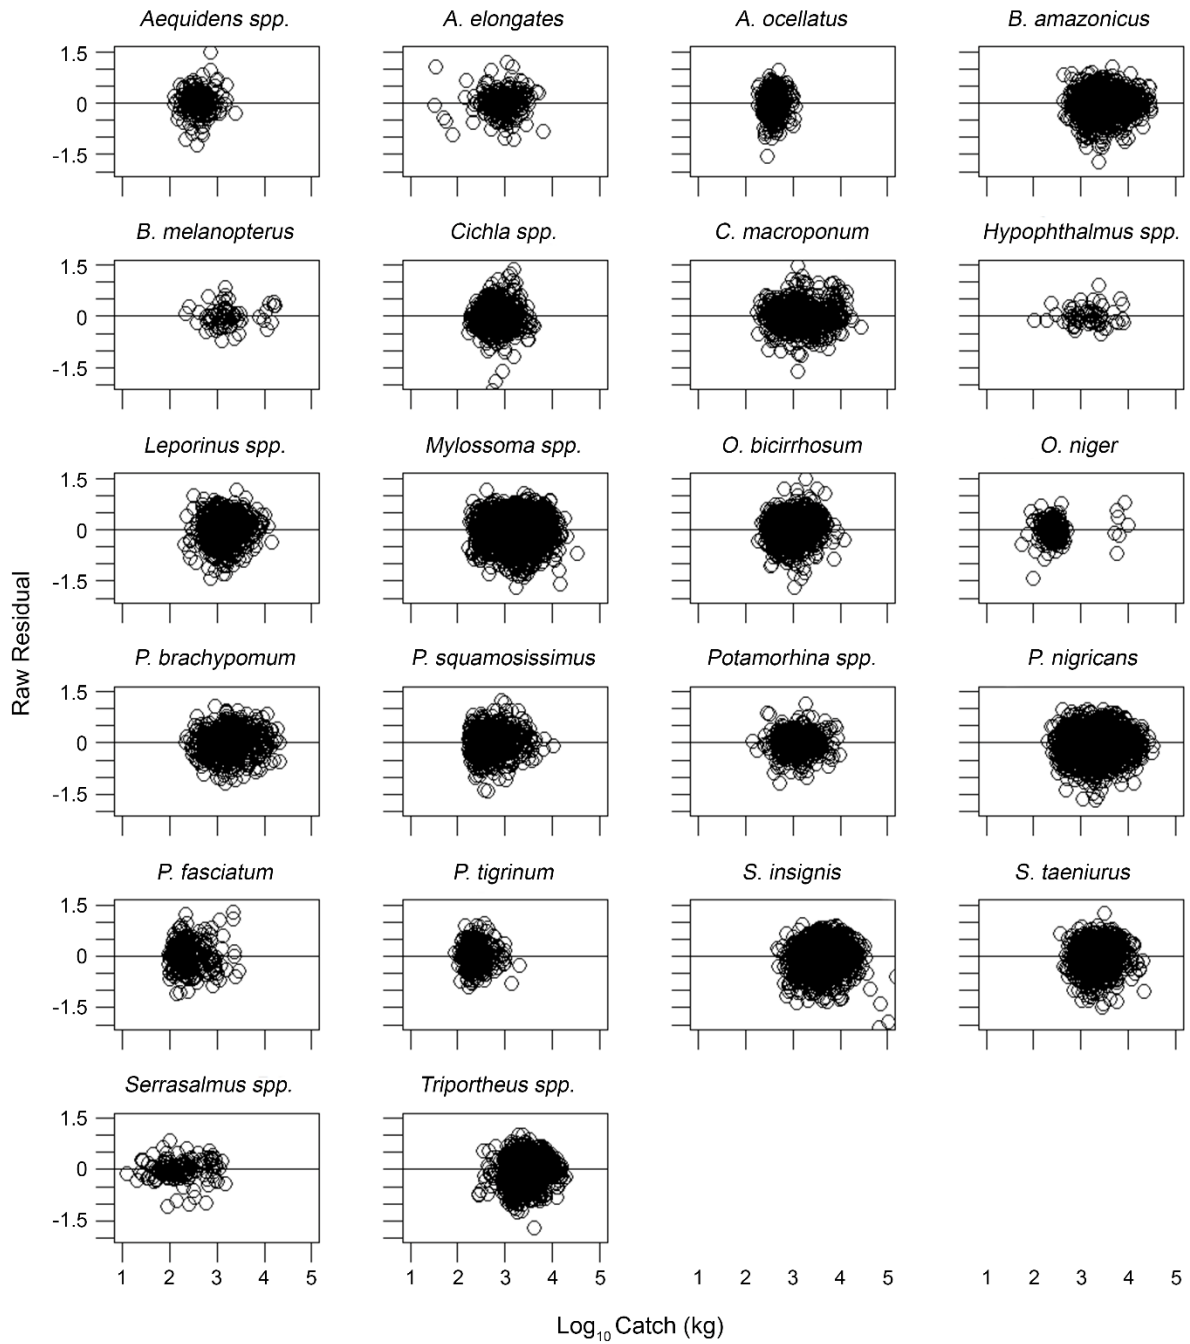 Aequidens spp. A. elongates A. ocellatus B. amazonicus
1.5
0
-1.5
B. melanopterus Cichla spp. C. macroponum Hypophthalmus spp.
1.5
0
-1.5
Leporinus spp. Mylossoma spp. O. bicirrhosum O. niger
1.5
0
-1.5
Raw Residual
P. brachypomum P. squamosissimus Potamorhina spp. P. nigricans
1.5
0
-1.5
P. fasciatum P. tigrinum S. insignis S. taeniurus
1.5
0
-1.5
Serrasalmus spp. Triportheus spp.
1.5
0
-1.5
1 2 3 4 5 1 2 3 4 5 1 2 3 4 5 1 2 3 4 5
Log10 Catch (kg)